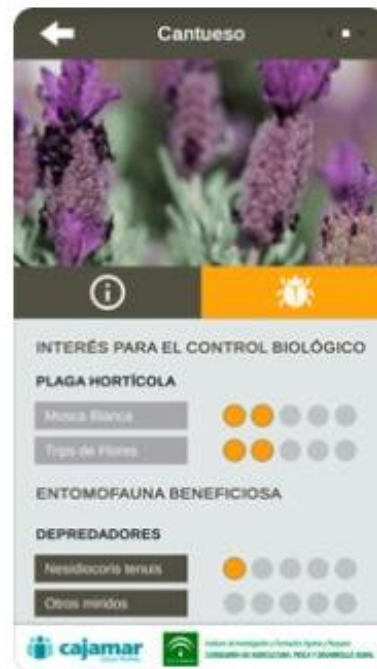 Cantueso
INTERÉS PARA EL CONTROL BIOLÓGICO
PLAGA HORTÍCOLA
Mosca Blanca
Trips de Flores
ENTOMOFAUNA BENEFICIOSA
DEPREDADORES
Nesidiocoris tenuis
Otros míridos
cajamar